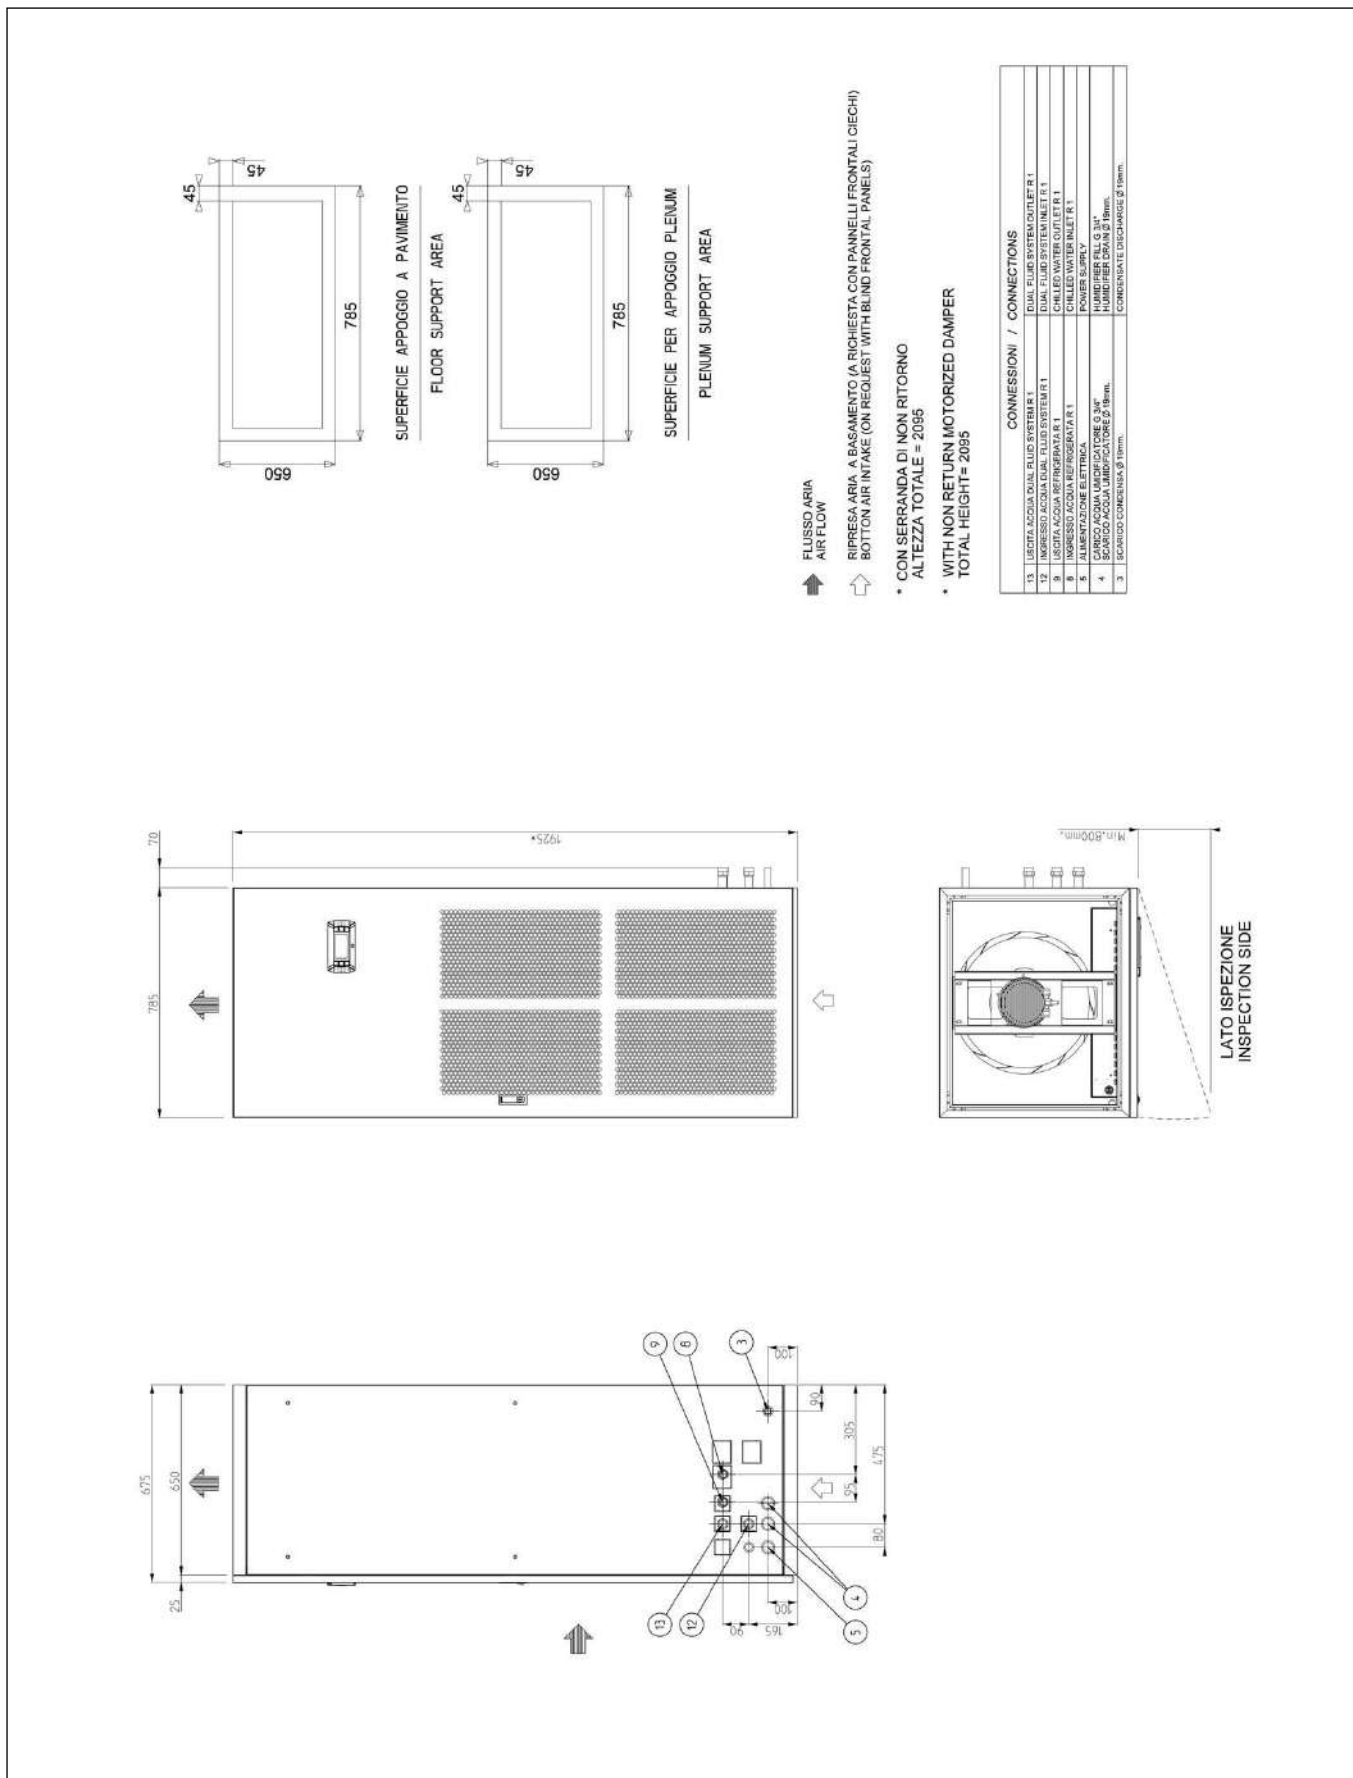 675
650
25
9
8
3
13
12
4
5
100
90
305
475
95
80
100
90
165
785
70
1925*
Min.800mm.
LATO ISPEZIONE
INSPECTION SIDE
45
45
650
785
SUPERFICIE APPOGGIO A PAVIMENTO
FLOOR SUPPORT AREA
45
45
650
785
SUPERFICIE PER APPOGGIO PLENUM
PLENUM SUPPORT AREA
FLUSSO ARIA
AIR FLOW
RIPRESA ARIA A BASAMENTO (A RICHIESTA CON PANNELLI FRONTALI CIECHI)
BOTTON AIR INTAKE (ON REQUEST WITH BLIND FRONTAL PANELS)
* CON SERRANDA DI NON RITORNO
ALTEZZA TOTALE = 2095
* WITH NON RETURN MOTORIZED DAMPER
TOTAL HEIGHT= 2095
CONNESSIONI / CONNECTIONS
13 USCITA ACQUA DUAL FLUID SYSTEM R 1 DUAL FLUID SYSTEM OUTLET R 1
12 INGRESSO ACQUA DUAL FLUID SYSTEM R 1 DUAL FLUID SYSTEM INLET R 1
9 USCITA ACQUA REFRIGERATA R 1 CHILLED WATER OUTLET R 1
8 INGRESSO ACQUA REFRIGERATA R 1 CHILLED WATER INLET R 1
5 ALIMENTAZIONE ELETTRICA POWER SUPPLY
4 CARICO ACQUA UMIDIFICATORE G 3/4" HUMIDIFIER FILL G 3/4"
SCARICO ACQUA UMIDIFICATORE Ø 19mm. HUMIDIFIER DRAIN Ø 19mm.
3 SCARICO CONDENSA Ø 19mm. CONDENSATE DISCHARGE Ø 19mm.